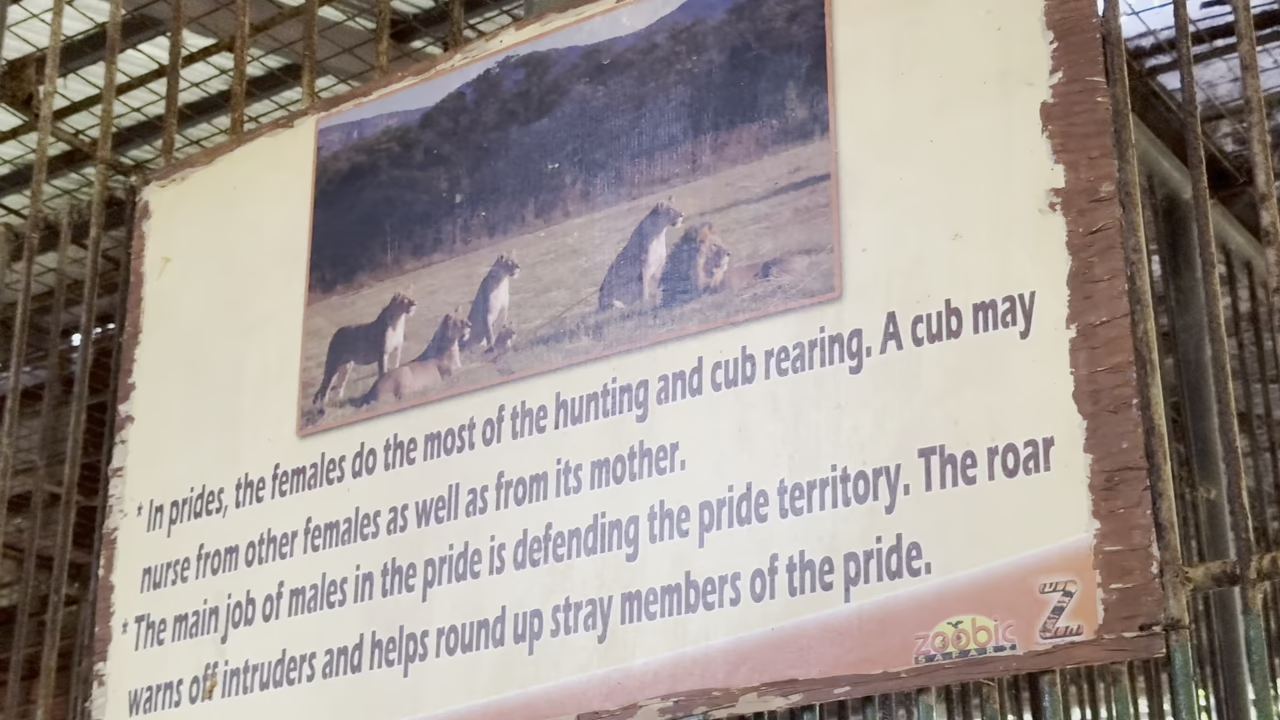 * In prides, the females do the most of the hunting and cub rearing. A cub may
nurse from other females as well as from its mother.
* The main job of males in the pride is defending the pride territory. The roar
warns off intruders and helps round up stray members of the pride.
zoobic
SAFARI
Z